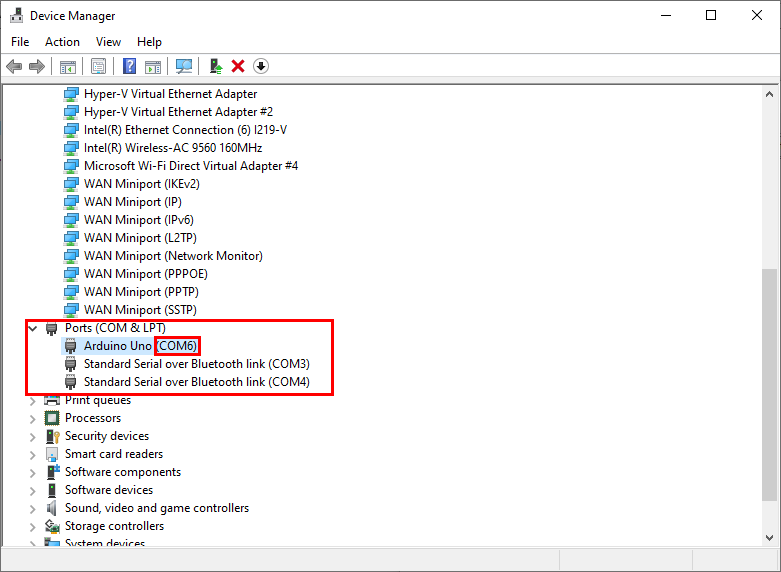 Device Manager
File Action View Help
Hyper-V Virtual Ethernet Adapter
Hyper-V Virtual Ethernet Adapter #2
Intel(R) Ethernet Connection (6) I219-V
Intel(R) Wireless-AC 9560 160MHz
Microsoft Wi-Fi Direct Virtual Adapter #4
WAN Miniport (IKEv2)
WAN Miniport (IP)
WAN Miniport (IPv6)
WAN Miniport (L2TP)
WAN Miniport (Network Monitor)
WAN Miniport (PPPOE)
WAN Miniport (PPTP)
WAN Miniport (SSTP)
Ports (COM & LPT)
Arduino Uno (COM6)
Standard Serial over Bluetooth link (COM3)
Standard Serial over Bluetooth link (COM4)
Print queues
Processors
Security devices
Smart card readers
Software components
Software devices
Sound, video and game controllers
Storage controllers
System devices